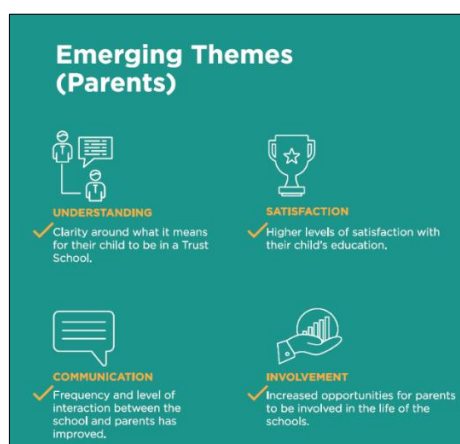 Emerging Themes
(Parents)
UNDERSTANDING
Clarity around what it means
for their child to be in a Trust
School.
SATISFACTION
Higher levels of satisfaction with
their child's education.
COMMUNICATION
Frequency and level of
interaction between the
school and parents has
improved.
INVOLVEMENT
Increased opportunities for parents
to be involved in the life of the
schools.